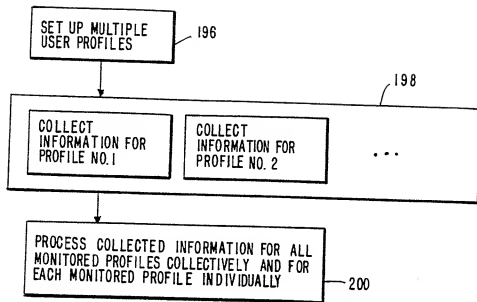 SET UP MULTIPLE
USER PROFILES
196
198
COLLECT
INFORMATION FOR
PROFILE NO.1
COLLECT
INFORMATION FOR
PROFILE NO. 2
...
PROCESS COLLECTED INFORMATION FOR ALL
MONITORED PROFILES COLLECTIVELY AND FOR
EACH MONITORED PROFILE INDIVIDUALLY
200